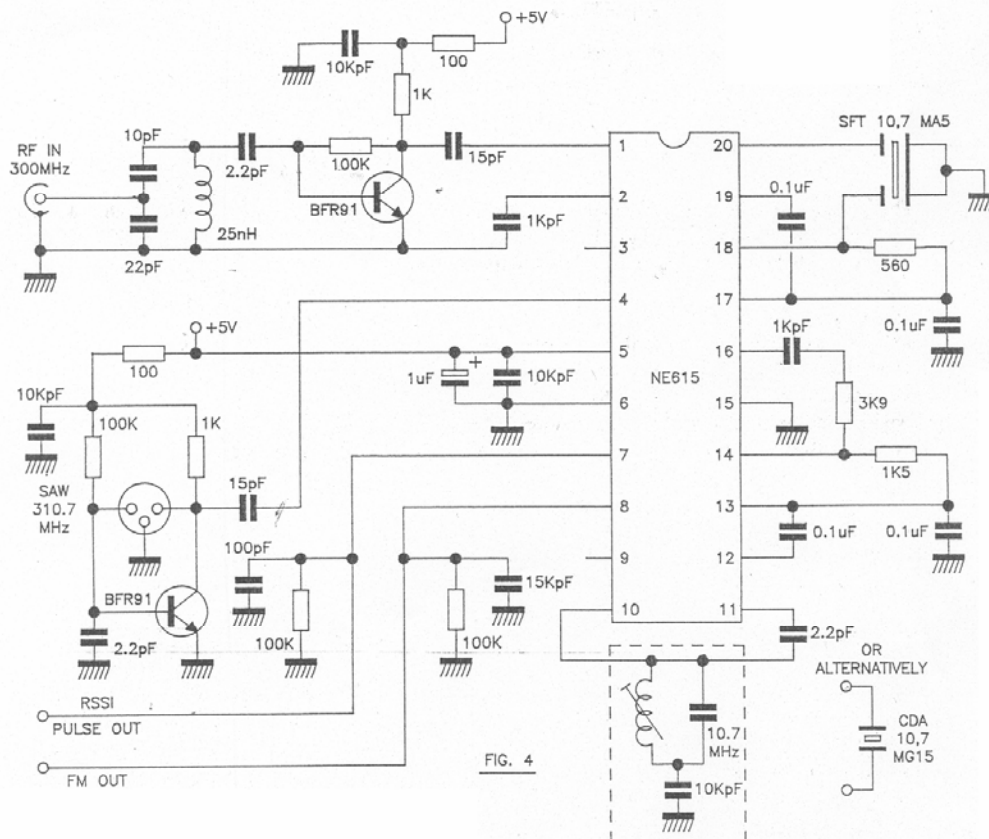 +5V
10KpF
100
1K
SFT 10,7 MA5
10pF
RF IN
300MHz
2.2pF
100K
15pF
1
20
0.1uF
2
19
BFR91
1KpF
25nH
3
18
22pF
560
4
17
+5V
1KpF
0.1uF
100
5
16
+
1uF
10KpF
NE615
10KpF
6
15
3K9
100K
1K
7
14
1K5
SAW
310.7
MHz
15pF
8
13
0.1uF
0.1uF
100pF
9
12
15KpF
BFR91
10
11
2.2pF
2.2pF
100K
100K
OR
ALTERNATIVELY
RSSI
PULSE OUT
10.7
MHz
CDA
10,7
MG15
FM OUT
FIG. 4
10KpF